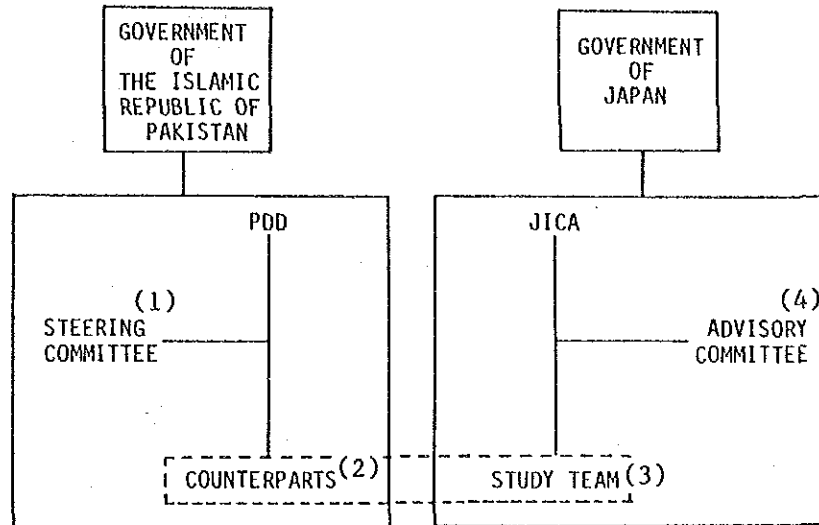 GOVERNMENT
OF
THE ISLAMIC
REPUBLIC OF
PAKISTAN
GOVERNMENT
OF
JAPAN
PDD
JICA
(1)
STEERING
COMMITTEE
(4)
ADVISORY
COMMITTEE
COUNTERPARTS(2)
STUDY TEAM(3)